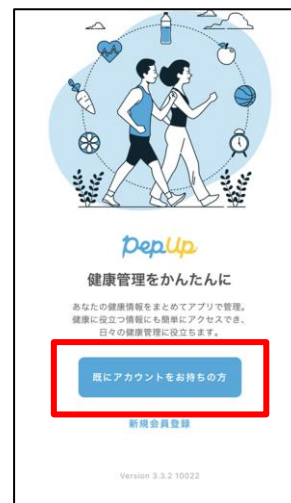 PepUp
健康管理をかんたんに
あなたの健康情報をまとめてアプリで管理。
健康に役立つ情報にも簡単にアクセスでき、
日々の健康管理に役立ちます。
既にアカウントをお持ちの方
新規会員登録
Version 3.3.2 10022